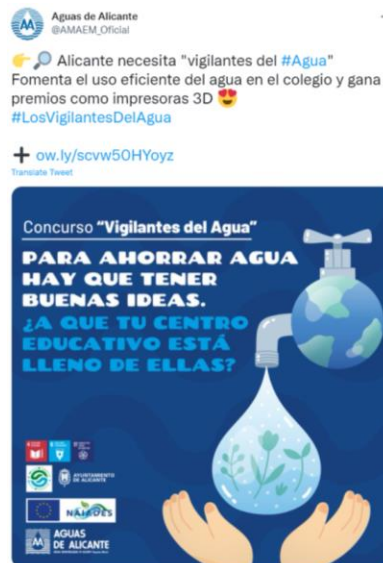 Aguas de Alicante
@AMAEM_Oficial
Alicante necesita "vigilantes del #Agua"
Fomenta el uso eficiente del agua en el colegio y gana
premios como impresoras 3D
#LosVigilantesDelAgua
ow.ly/scvw50HYoyz
Translate Tweet
Concurso "Vigilantes del Agua"
PARA AHORRAR AGUA
HAY QUE TENER
BUENAS IDEAS.
¿A QUE TU CENTRO
EDUCATIVO ESTÁ
LLENO DE ELLAS?
AYUNTAMIENTO
DE ALICANTE
NAIADES
AGUAS
DE ALICANTE